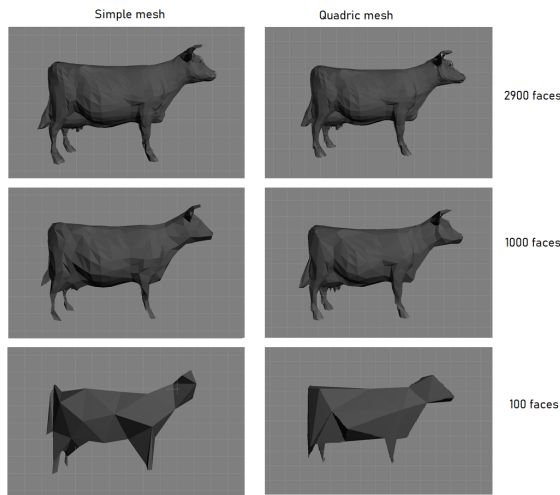 Simple mesh
Quadric mesh
2900 faces
1000 faces
100 faces